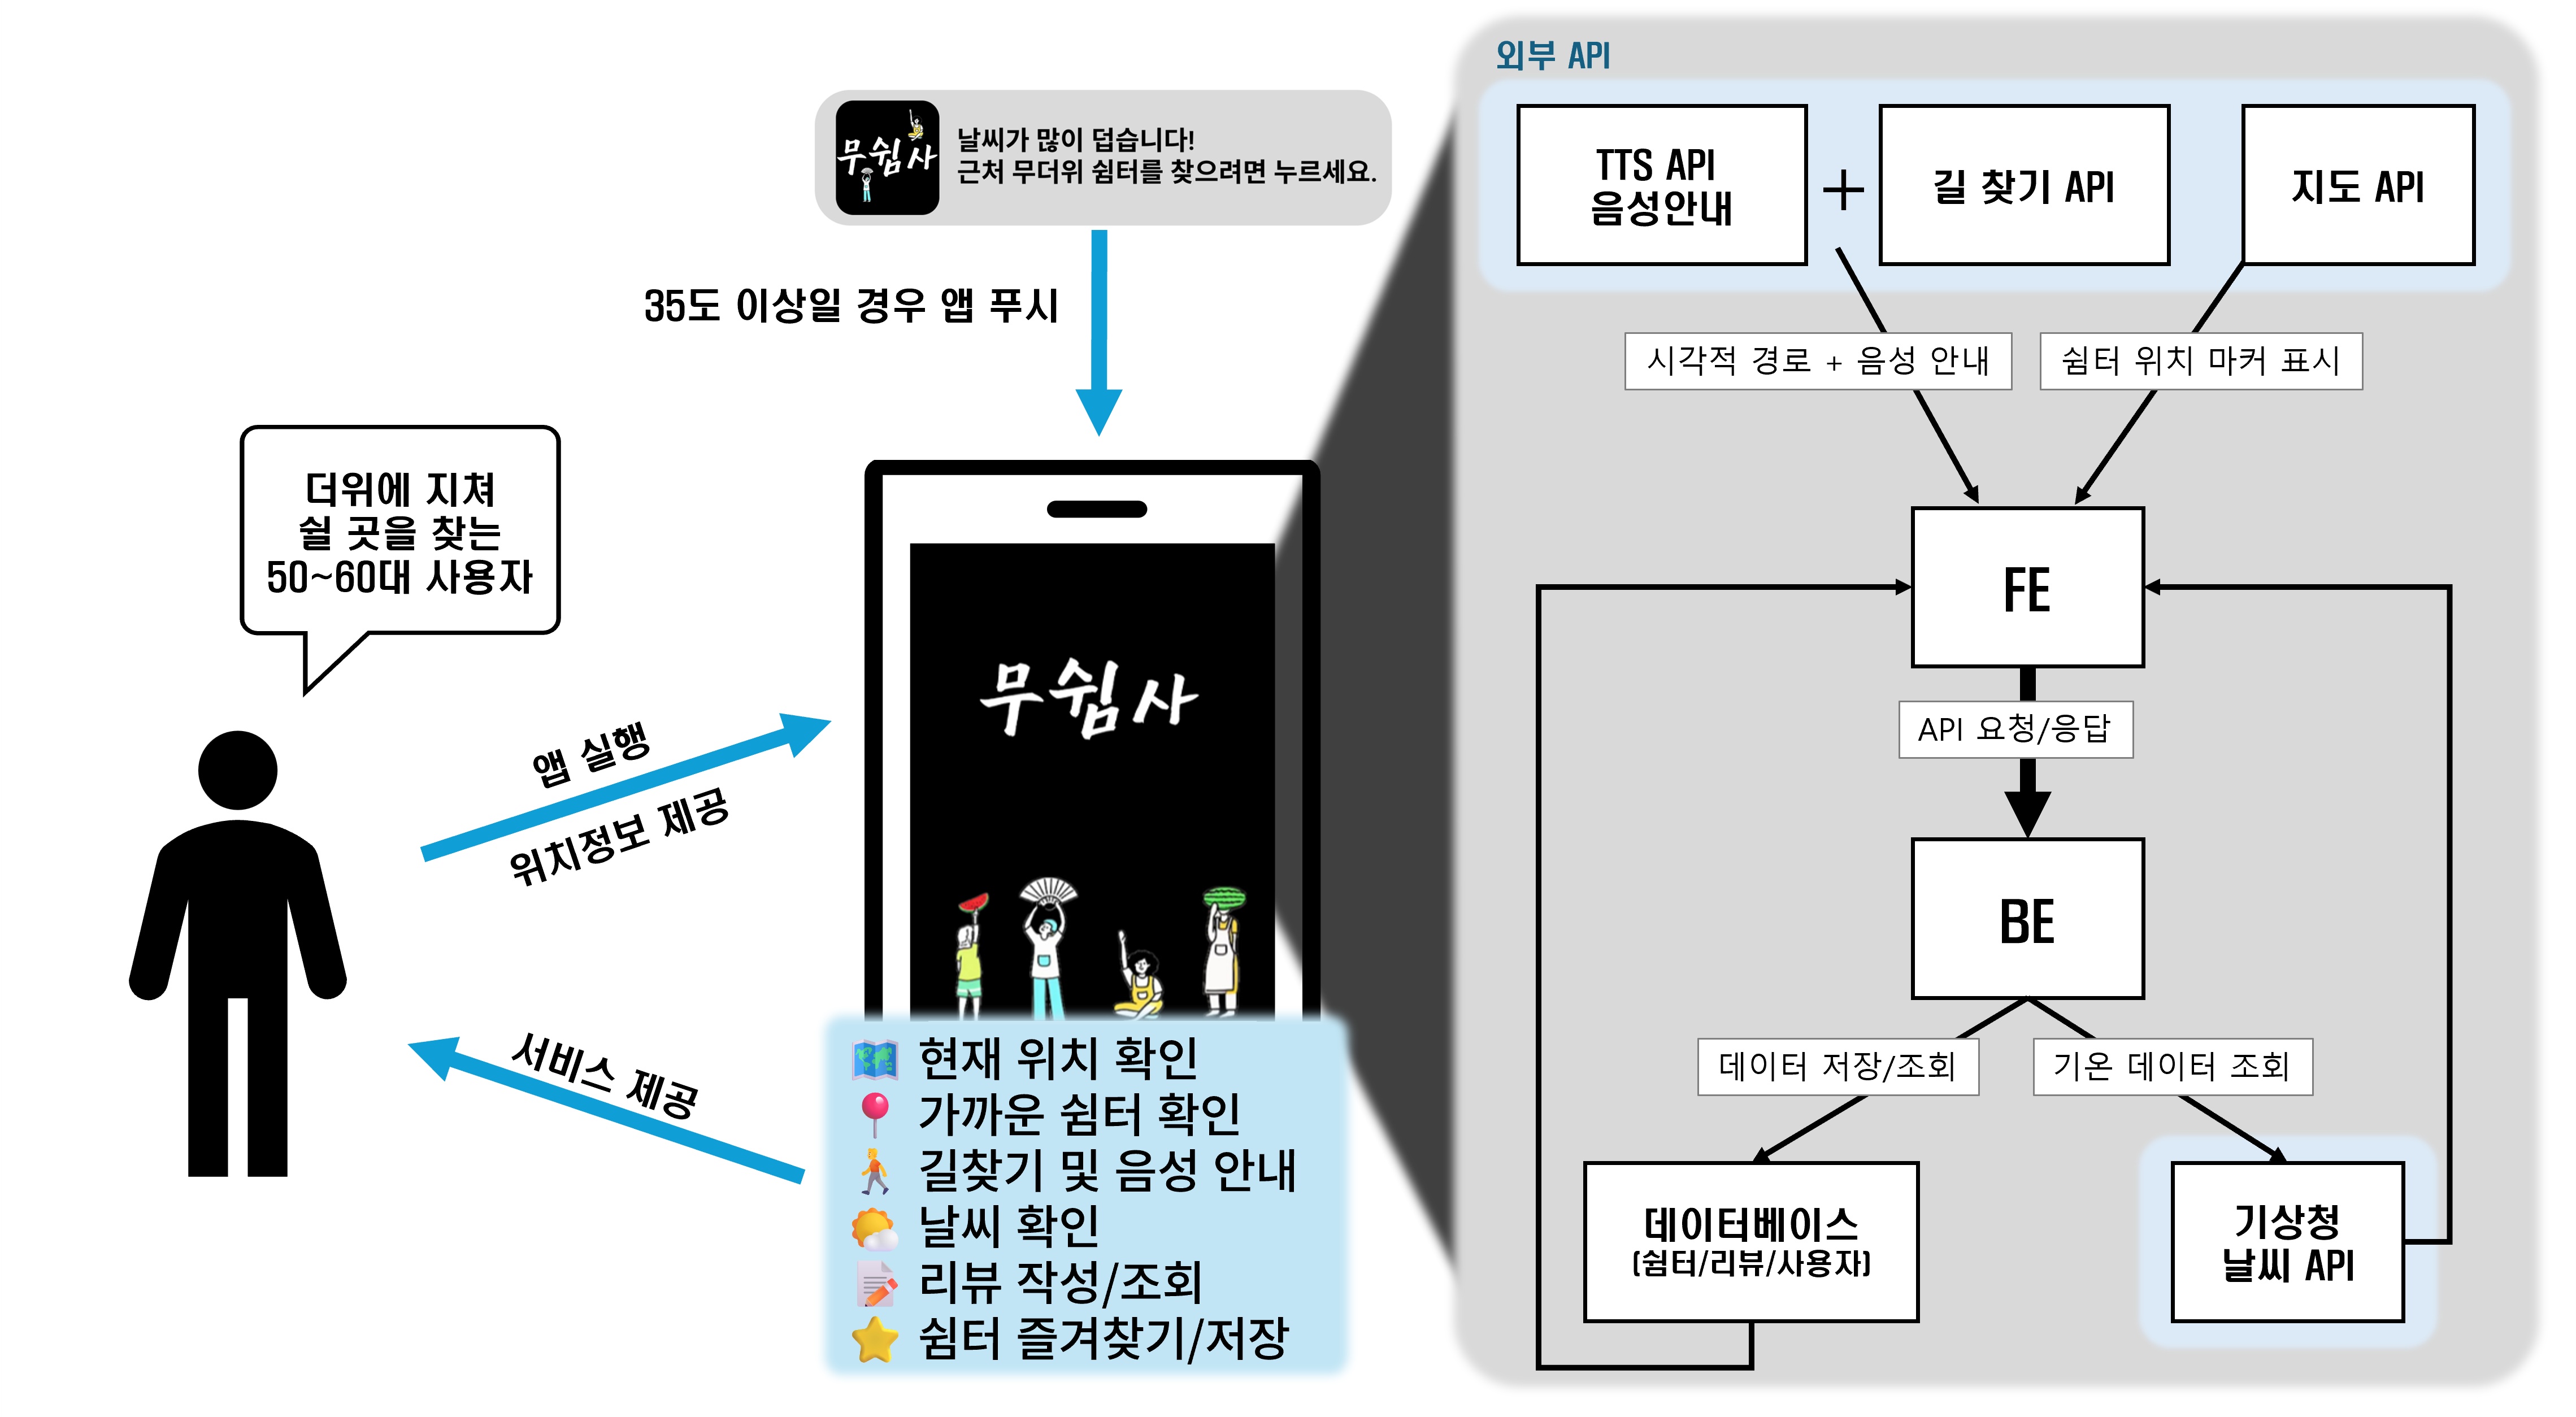 무쉽사
날씨가 많이 덥습니다!
근처 무더위 쉼터를 찾으려면 누르세요.
35도 이상일 경우 앱 푸시
더위에 지쳐
쉴 곳을 찾는
50~60대 사용자
앱 실행
위치정보 제공
서비스 제공
무쉽사
현재 위치 확인
가까운 쉼터 확인
길찾기 및 음성 안내
날씨 확인
리뷰 작성/조회
쉼터 즐겨찾기/저장
외부 API
TTS API
음성안내
+
길 찾기 API
지도 API
시각적 경로 + 음성 안내
쉼터 위치 마커 표시
FE
API 요청/응답
BE
데이터 저장/조회
기온 데이터 조회
데이터베이스
(쉼터/리뷰/사용자)
기상청
날씨 API